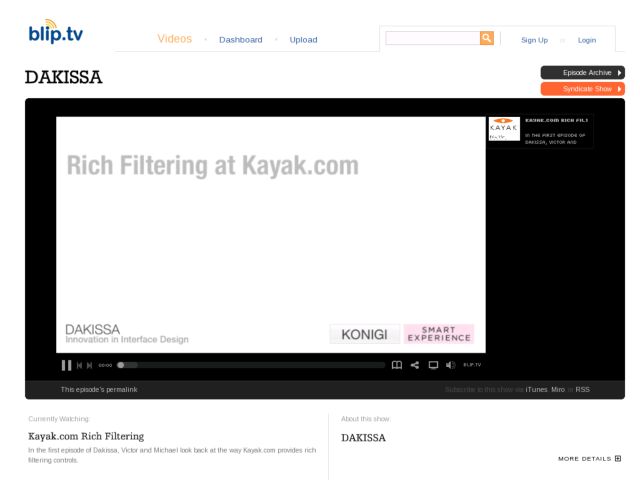 blip.tv
Videos
Dashboard
Upload
Sign Up
or
Login
DAKISSA
Episode Archive
Syndicate Show
Rich Filtering at Kayak.com
DAKISSA
Innovation in Interface Design
KONIGI
SMART
EXPERIENCE
KAYAK
KAYAK.COM RICH FILT
IN THE FIRST EPISODE OF
DAKISSA, VICTOR AND
00:00
BLIP.TV
This episode's permalink
Subscribe to this show via iTunes, Miro, or RSS
Currently Watching:
Kayak.com Rich Filtering
In the first episode of Dakissa, Victor and Michael look back at the way Kayak.com provides rich
filtering controls.
About this show:
DAKISSA
MORE DETAILS